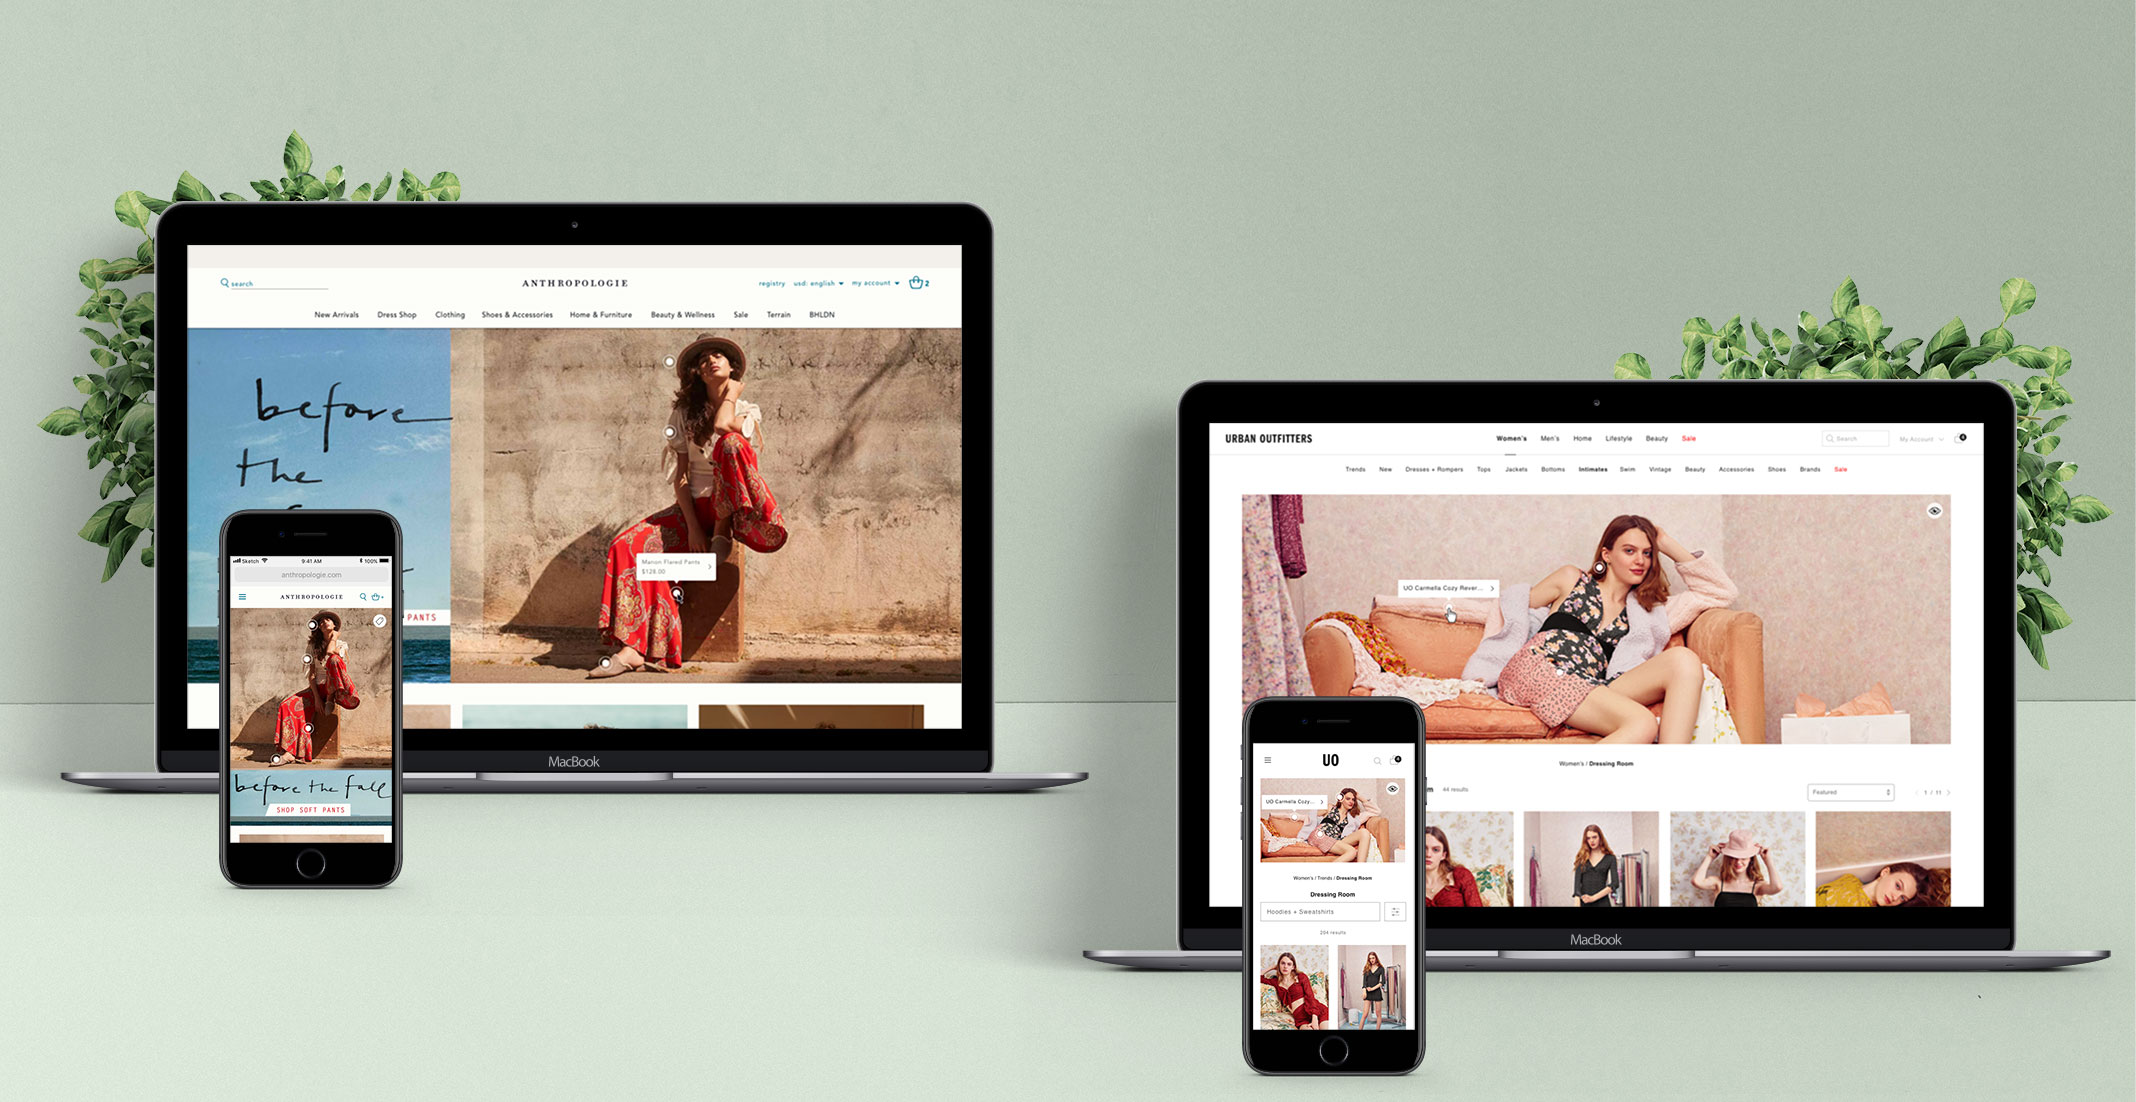 search
ANTHROPOLOGIE
registry usd: english my account 2
New Arrivals Dress Shop Clothing Shoes & Accessories Home & Furniture Beauty & Wellness Sale Terrain BHLDN
before
the
Manon Flared Pants
$128.00
PANTS
MacBook
Sketch 9:41 AM 100%
anthropologie.com
ANTHROPOLOGIE
before the fall
SHOP SOFT PANTS
URBAN OUTFITTERS Women's Men's Home Lifestyle Beauty Sale Search My Account 4
Trends New Dresses + Rompers Tops Jackets Bottoms Intimates Swim Vintage Beauty Accessories Shoes Brands Sale
UO Carmella Cozy Rever...
Women's / Dressing Room
44 results Featured 1 / 11
MacBook
UO 4
UO Carmella Cozy...
Women's / Trends / Dressing Room
Dressing Room
Hoodies + Sweatshirts
204 results